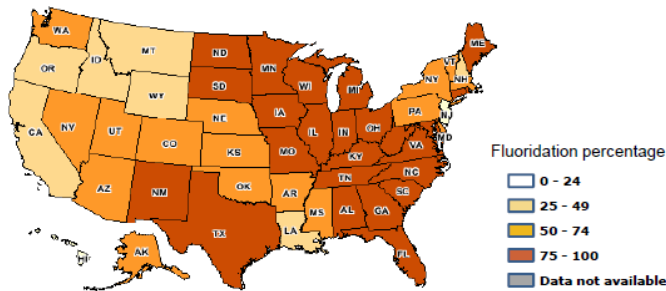 WA
ME
MT
ND
VT
OR
ID
MN
NH
SD
WI
NY
WY
MI
IA
PA
NJ
NE
NV
IL
IN
OH
MD
UT
CO
VA
CA
KS
MO
KY
NC
TN
OK
AZ
NM
AR
SC
MS
AL
GA
TX
LA
FL
AK
HI
Fluoridation percentage
0 - 24
25 - 49
50 - 74
75 - 100
Data not available